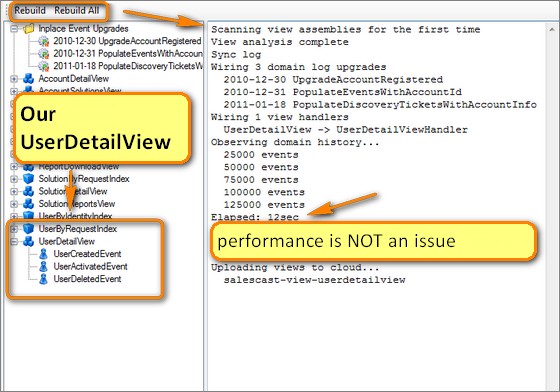 Rebuild Rebuild All
Inplace Event Upgrades
2010-12-30 UpgradeAccountRegistered
2010-12-31 PopulateEventsWithAccou
2011-01-18 PopulateDiscoveryTicketsW
AccountDetailView
AccountSolutionsView
Our
UserDetailView
ReportDownloadView
SolutionByRequestIndex
SolutionDetailView
SolutionReportsView
UserByIdentityIndex
UserByRequestIndex
UserDetailView
UserCreatedEvent
UserActivatedEvent
UserDeletedEvent
Scanning view assemblies for the first time
View analysis complete
Sync log
Wiring 3 domain log upgrades
2010-12-30 UpgradeAccountRegistered
2010-12-31 PopulateEventsWithAccountId
2011-01-18 PopulateDiscoveryTicketsWithAccountInfo
Wiring 1 view handlers
UserDetailView -> UserDetailViewHandler
Observing domain history...
25000 events
50000 events
75000 events
100000 events
125000 events
Elapsed: 12sec
performance is NOT an issue
Uploading views to cloud...
salescast-view-userdetailview